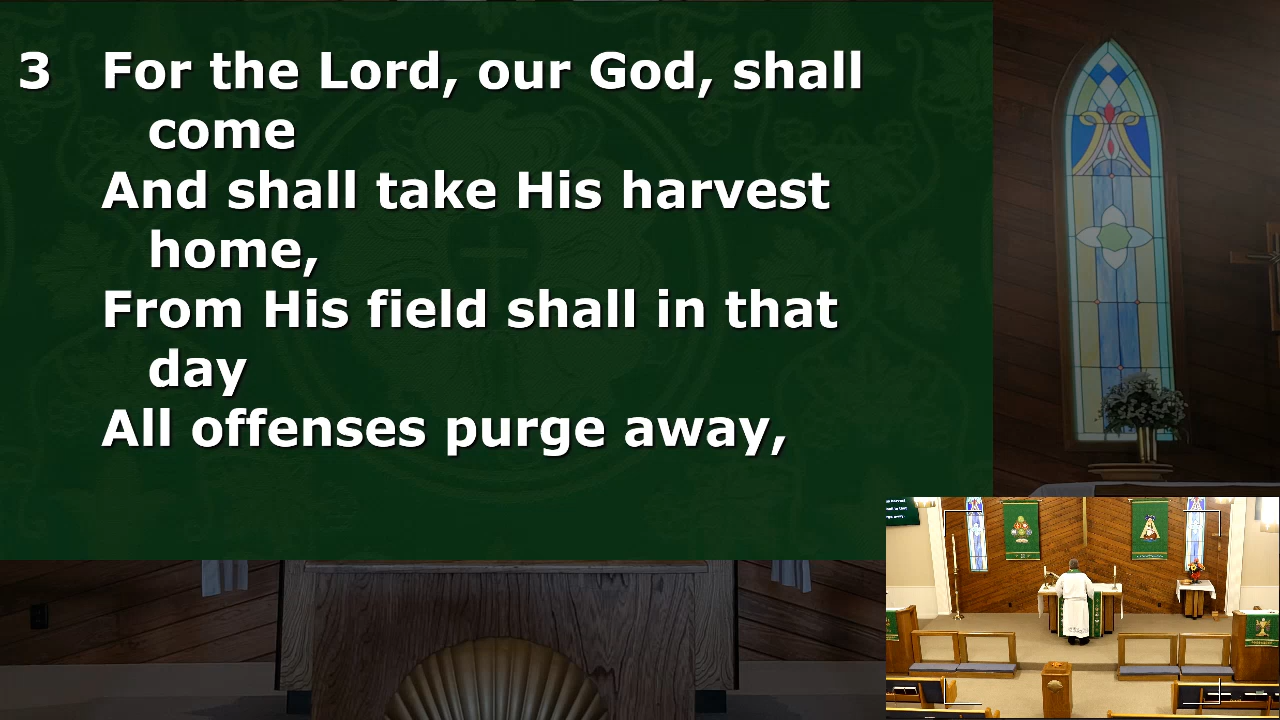 3 For the Lord, our God, shall
come
And shall take His harvest
home,
From His field shall in that
day
All offenses purge away,